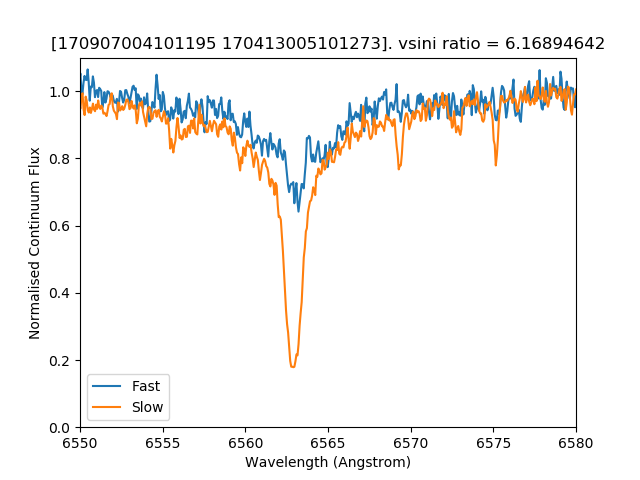 [170907004101195 170413005101273]. vsini ratio = 6.16894642
Normalised Continuum Flux
1.0
0.8
0.6
0.4
0.2
0.0
Fast
Slow
6550 6555 6560 6565 6570 6575 6580
Wavelength (Angstrom)